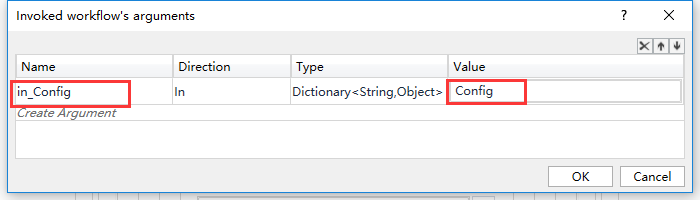 Invoked workflow's arguments
Name Direction Type Value
in_Config In Dictionary<String,Object> Config
Create Argument
OK Cancel